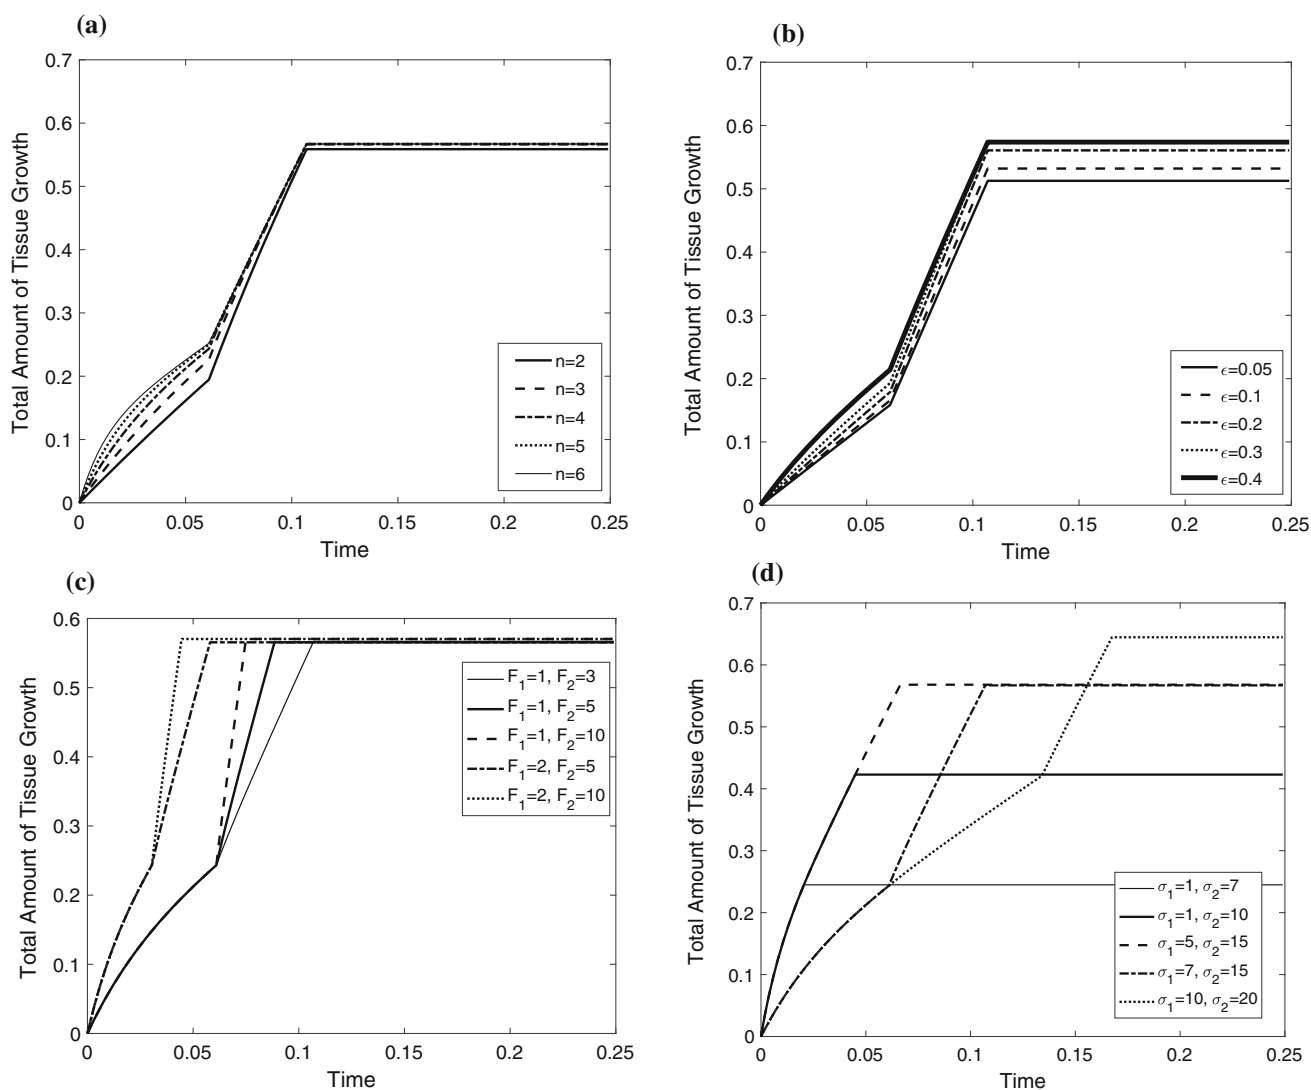 (a)
0.7
0.6
0.5
0.4
0.3
0.2
0.1
0
Total Amount of Tissue Growth
n=2
n=3
n=4
n=5
n=6
0 0.05 0.1 0.15 0.2 0.25
Time
(b)
0.7
0.6
0.5
0.4
0.3
0.2
0.1
0
Total Amount of Tissue Growth
ϵ=0.05
ϵ=0.1
ϵ=0.2
ϵ=0.3
ϵ=0.4
0 0.05 0.1 0.15 0.2 0.25
Time
(c)
0.6
0.5
0.4
0.3
0.2
0.1
0
Total Amount of Tissue Growth
F₁=1, F₂=3
F₁=1, F₂=5
F₁=1, F₂=10
F₁=2, F₂=5
F₁=2, F₂=10
0 0.05 0.1 0.15 0.2 0.25
Time
(d)
0.7
0.6
0.5
0.4
0.3
0.2
0.1
0
Total Amount of Tissue Growth
σ₁=1, σ₂=7
σ₁=1, σ₂=10
σ₁=5, σ₂=15
σ₁=7, σ₂=15
σ₁=10, σ₂=20
0 0.05 0.1 0.15 0.2 0.25
Time